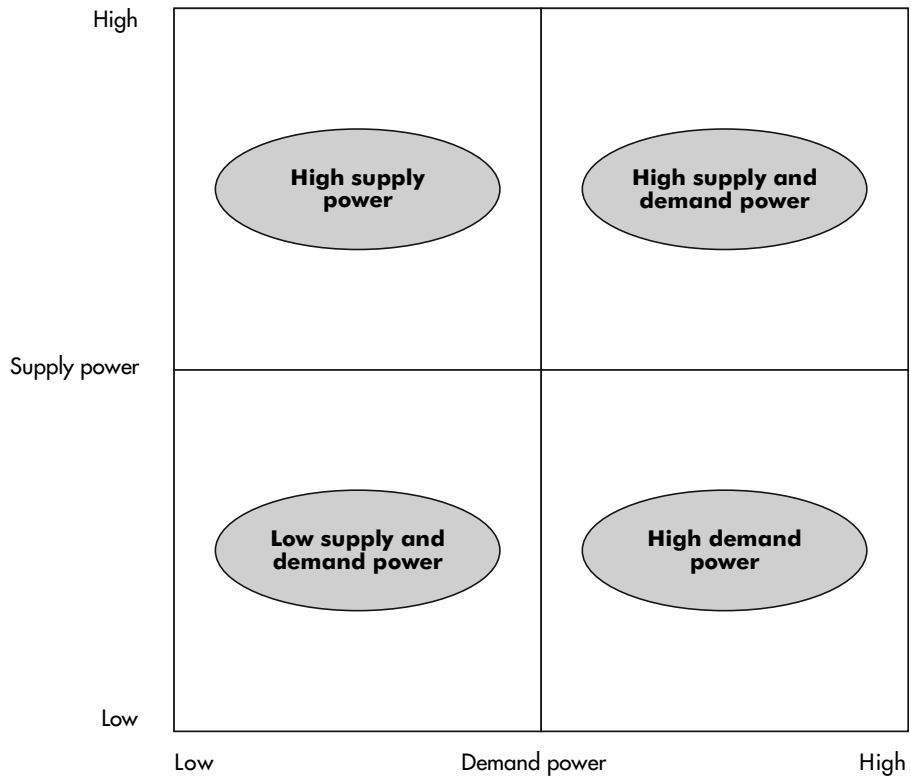 High
High supply
power
High supply and
demand power
Supply power
Low supply and
demand power
High demand
power
Low
Low
Demand power
High